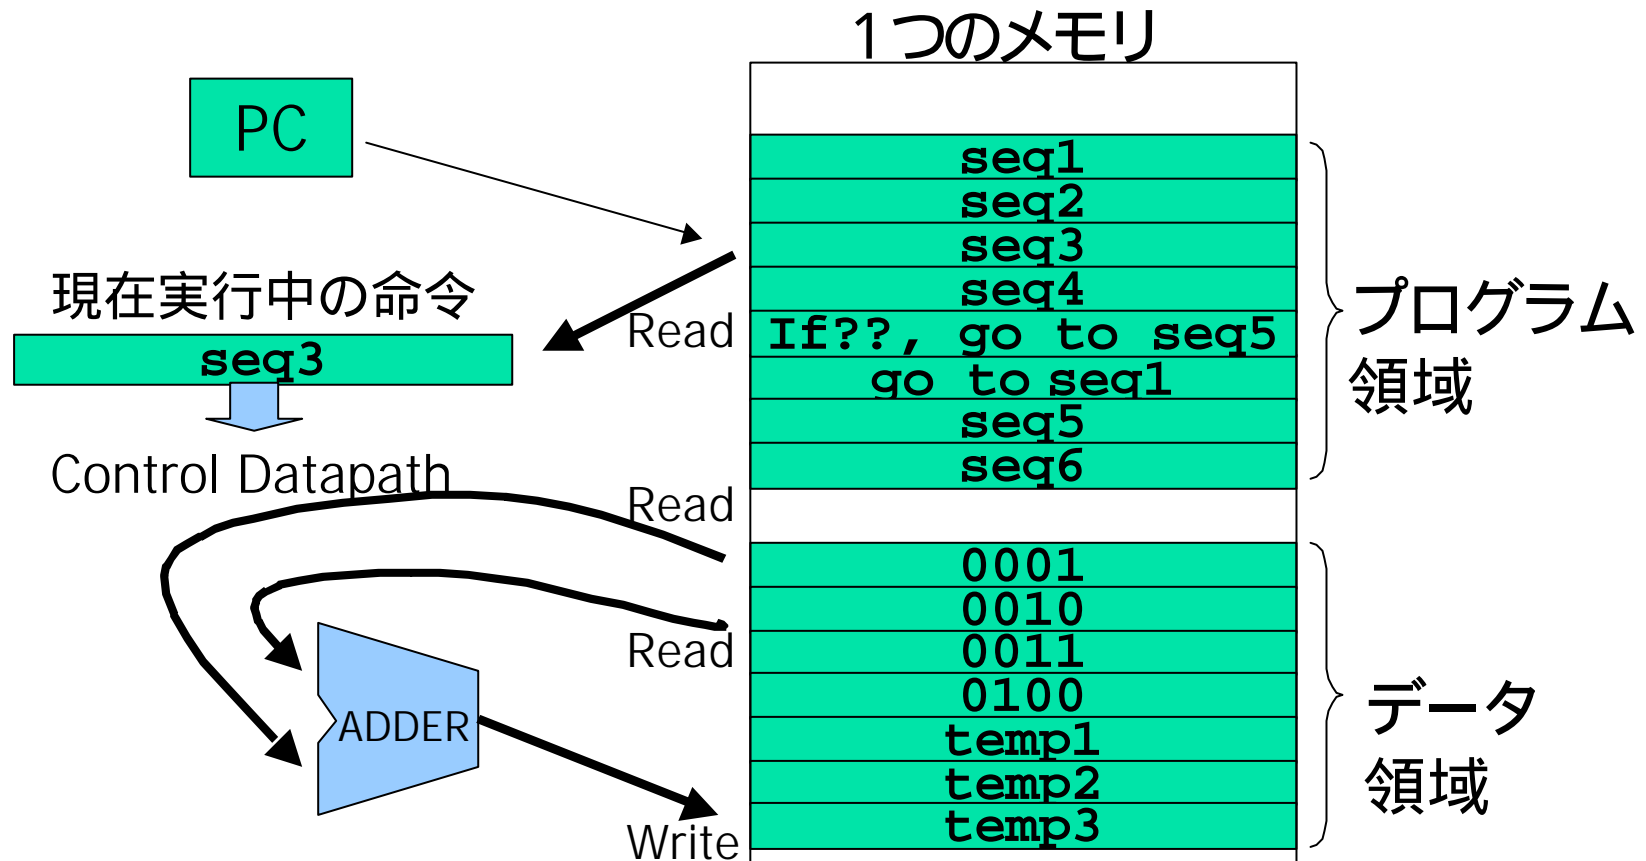 1つのメモリ
PC
seq1
seq2
seq3
seq4
If??, go to seq5
go to seq1
seq5
seq6
プログラム
領域
現在実行中の命令
seq3
Read
Control Datapath
Read
Read
0001
0010
0011
0100
temp1
temp2
temp3
データ
領域
ADDER
Write